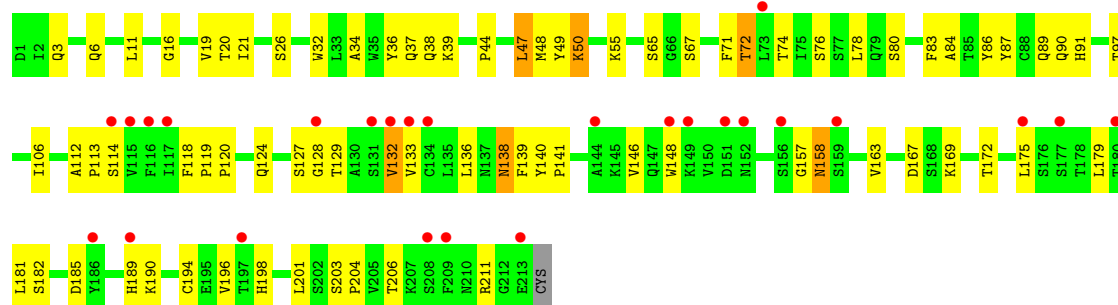 D1 I2 Q3 Q6 L11 G16 V19 T20 I21 S26 W32 L33 A34 W35 Y36 Q37 Q38 K39 P44 L47 M48 Y49 K50 K55 S65 G66 S67 F71 T72 L73 T74 I75 S76 S77 L78 Q79 S80 F83 A84 T85 Y86 Y87 C88 Q89 Q90 H91 T97
I106 A112 P113 S114 V115 F116 I117 F118 P119 P120 Q124 S127 G128 T129 A130 S131 V132 V133 C134 L135 L136 N137 N138 F139 Y140 P141 A144 K145 V146 Q147 W148 K149 V150 D151 N152 S156 G157 N158 S159 V163 D167 S168 K169 T172 L175 S176 S177 T178 L179
L181 S182 D185 Y186 H189 K190 C194 E195 V196 T197 H198 L201 S202 S203 P204 V205 T206 K207 S208 F209 N210 R211 G212 E213 CYS